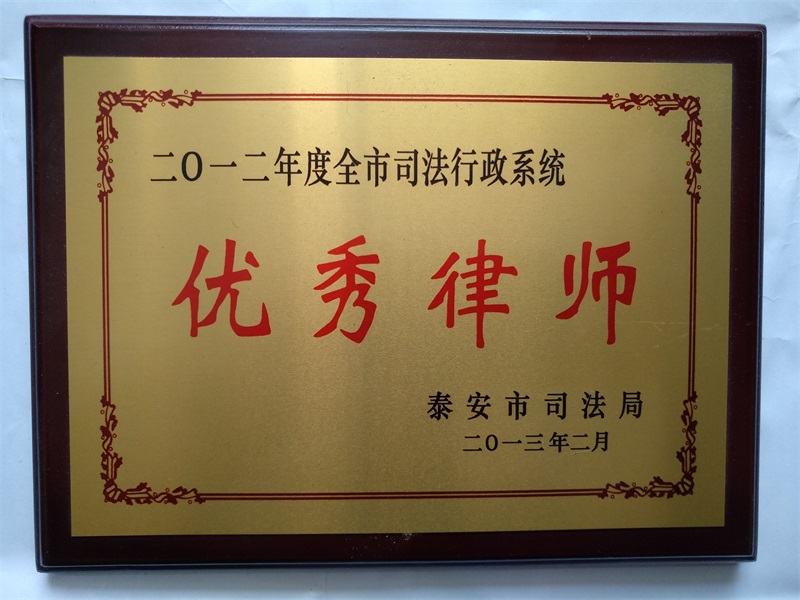 二〇一二年度全市司法行政系统
优秀律师
泰安市司法局
二〇一三年二月